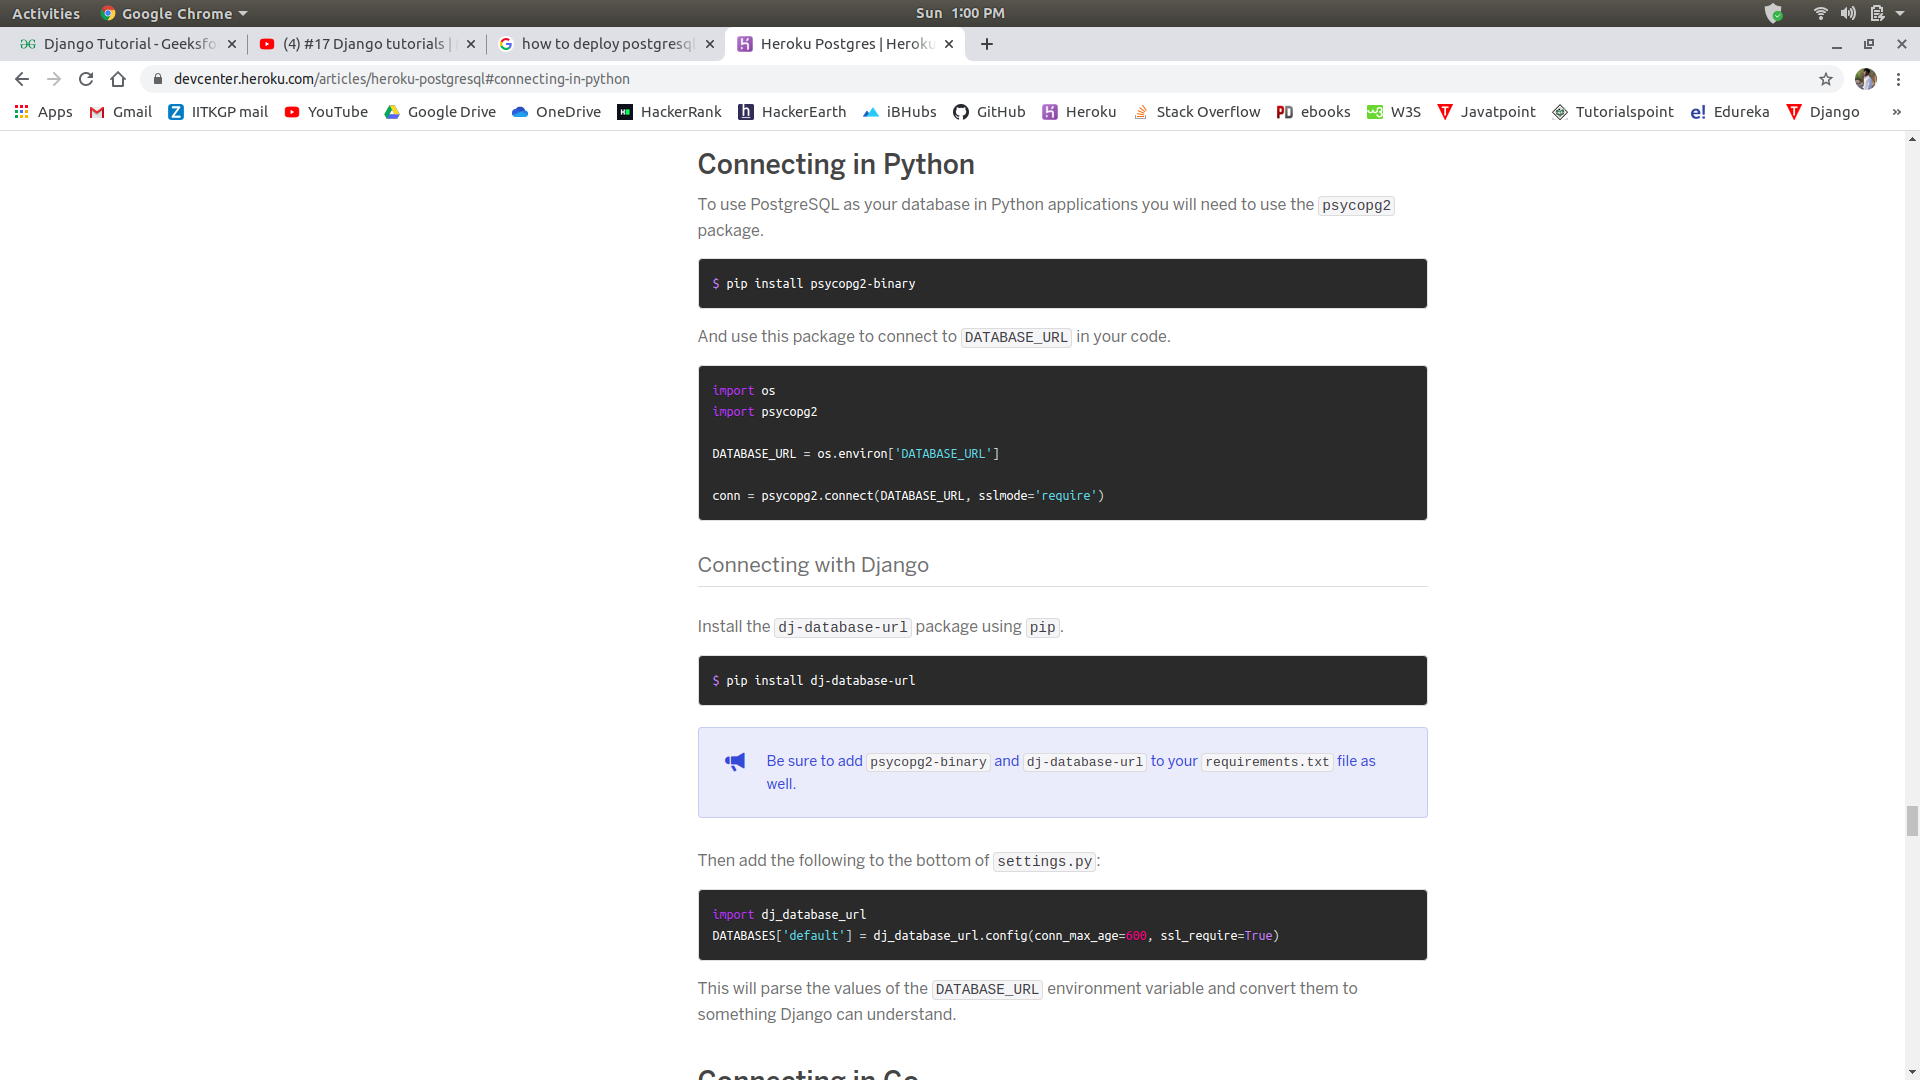 Activities Google Chrome Sun 1:00 PM
Django Tutorial - Geeksfo (4) #17 Django tutorials | how to deploy postgresql Heroku Postgres | Heroku
devcenter.heroku.com/articles/heroku-postgresql#connecting-in-python
Apps Gmail IITKGP mail YouTube Google Drive OneDrive HackerRank HackerEarth iBHubs GitHub Heroku Stack Overflow ebooks W3S Javatpoint Tutorialspoint Edureka Django »
Connecting in Python
To use PostgreSQL as your database in Python applications you will need to use the psycopg2
package.
$ pip install psycopg2-binary
And use this package to connect to DATABASE_URL in your code.
import os
import psycopg2
DATABASE_URL = os.environ['DATABASE_URL']
conn = psycopg2.connect(DATABASE_URL, sslmode='require')
Connecting with Django
Install the dj-database-url package using pip.
$ pip install dj-database-url
Be sure to add psycopg2-binary and dj-database-url to your requirements.txt file as
well.
Then add the following to the bottom of settings.py:
import dj_database_url
DATABASES['default'] = dj_database_url.config(conn_max_age=600, ssl_require=True)
This will parse the values of the DATABASE_URL environment variable and convert them to
something Django can understand.
Connecting in Go